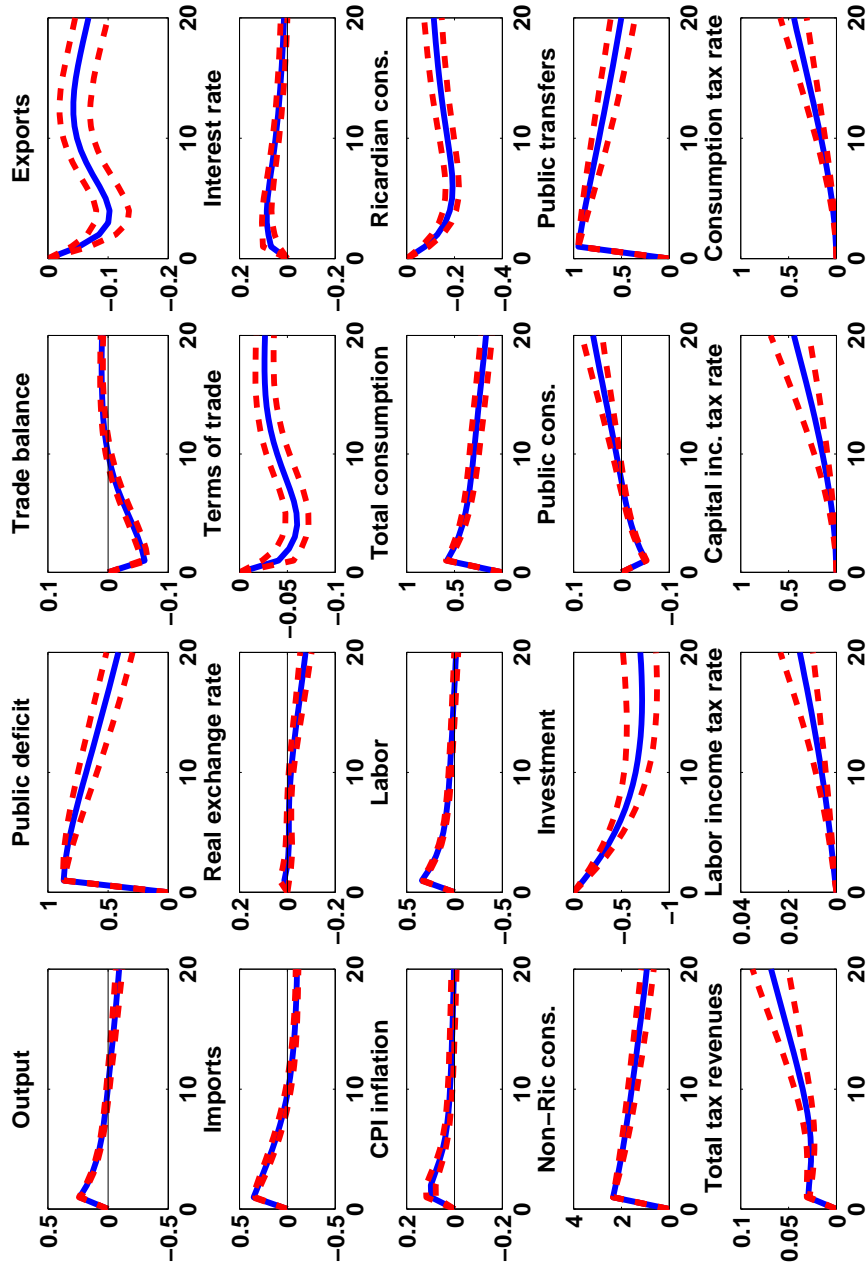 Output Public deficit Trade balance Exports
0.5 1 0.1 0
0 0.5 0 −0.1
−0.5 0 −0.1 −0.2
0 10 20 0 10 20 0 10 20 0 10 20
Imports Real exchange rate Terms of trade Interest rate
0.5 0.2 0 0.2
0 0 −0.05 0
−0.5 −0.2 −0.1 −0.2
0 10 20 0 10 20 0 10 20 0 10 20
CPI inflation Labor Total consumption Ricardian cons.
0.2 0.5 1 0
0 0 0.5 −0.2
−0.2 −0.5 0 −0.4
0 10 20 0 10 20 0 10 20 0 10 20
Non−Ric cons. Investment Public cons. Public transfers
4 0 0.1 1
2 −0.5 0 0.5
0 −1 −0.1 0
0 10 20 0 10 20 0 10 20 0 10 20
Total tax revenues Labor income tax rate Capital inc. tax rate Consumption tax rate
0.1 0.04 1 1
0.05 0.02 0.5 0.5
0 0 0 0
0 10 20 0 10 20 0 10 20 0 10 20